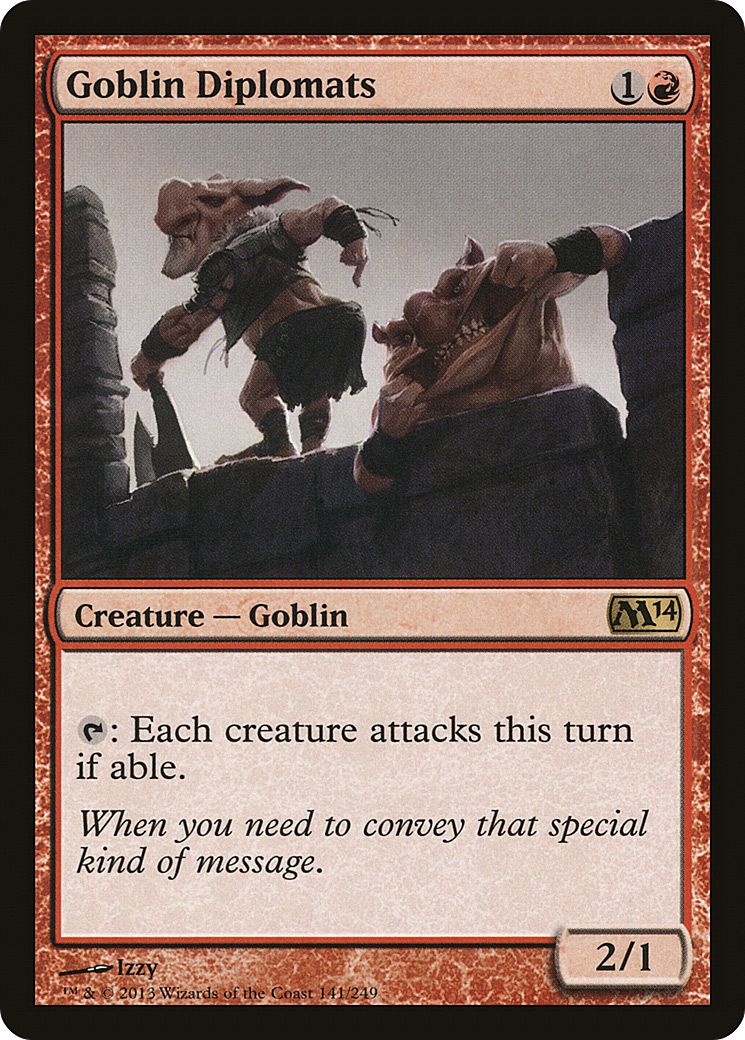 Goblin Diplomats
1
Creature — Goblin
M14
: Each creature attacks this turn
if able.
When you need to convey that special
kind of message.
2/1
Izzy
™ & © 2013 Wizards of the Coast 141/249